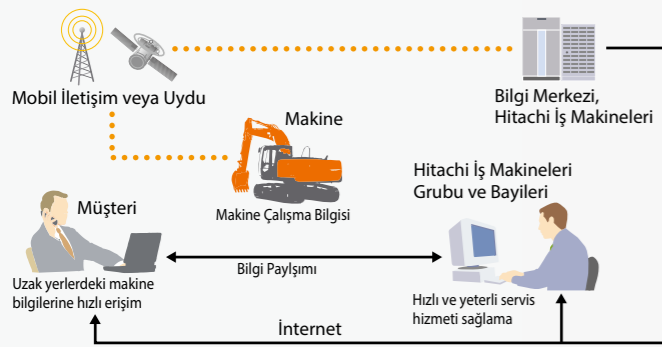 Mobil İletişim veya Uydu
Bilgi Merkezi,
Hitachi İş Makineleri
Makine
Makine Çalışma Bilgisi
Hitachi İş Makineleri
Grubu ve Bayileri
Müşteri
Uzak yerlerdeki makine
bilgilerine hızlı erişim
Bilgi Paylşımı
Hızlı ve yeterli servis
hizmeti sağlama
İnternet